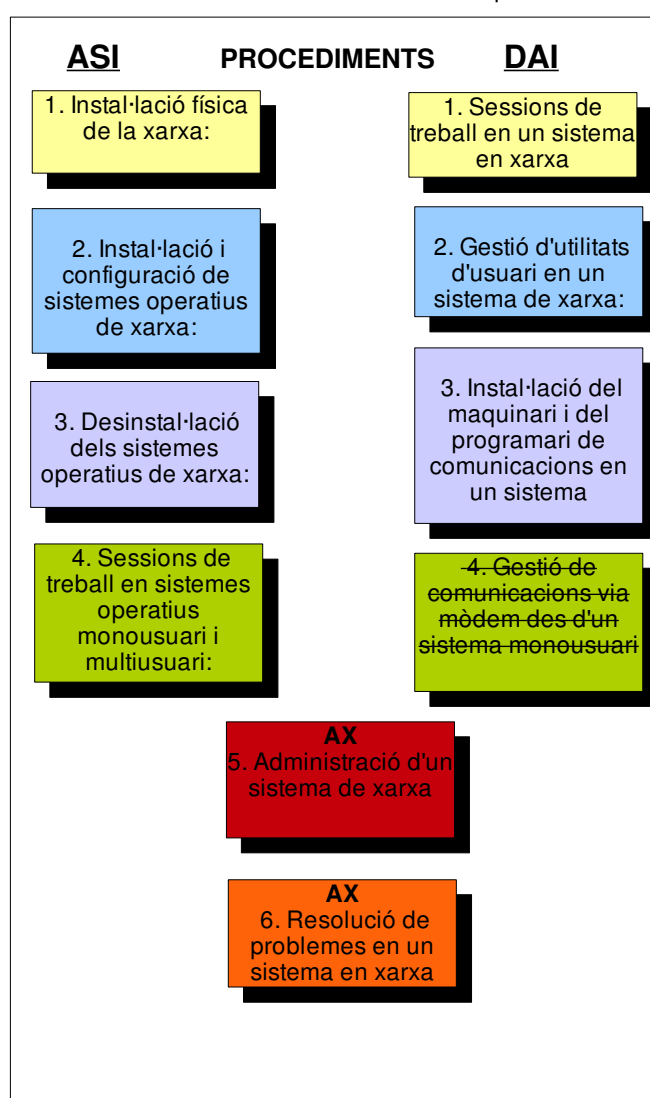 ASI PROCEDIMENTS DAI
1. Instal·lació física
de la xarxa:
1. Sessions de
treball en un sistema
en xarxa
2. Instal·lació i
configuració de
sistemes operatius
de xarxa:
2. Gestió d'utilitats
d'usuari en un
sistema de xarxa:
3. Desinstal·lació
dels sistemes
operatius de xarxa:
3. Instal·lació del
maquinari i del
programari de
comunicacions en
un sistema
4. Sessions de
treball en sistemes
operatius
monousuari i
multiusuari:
4. Gestió de
comunicacions via
mòdem des d'un
sistema monousuari
AX
5. Administració d'un
sistema de xarxa
AX
6. Resolució de
problemes en un
sistema en xarxa